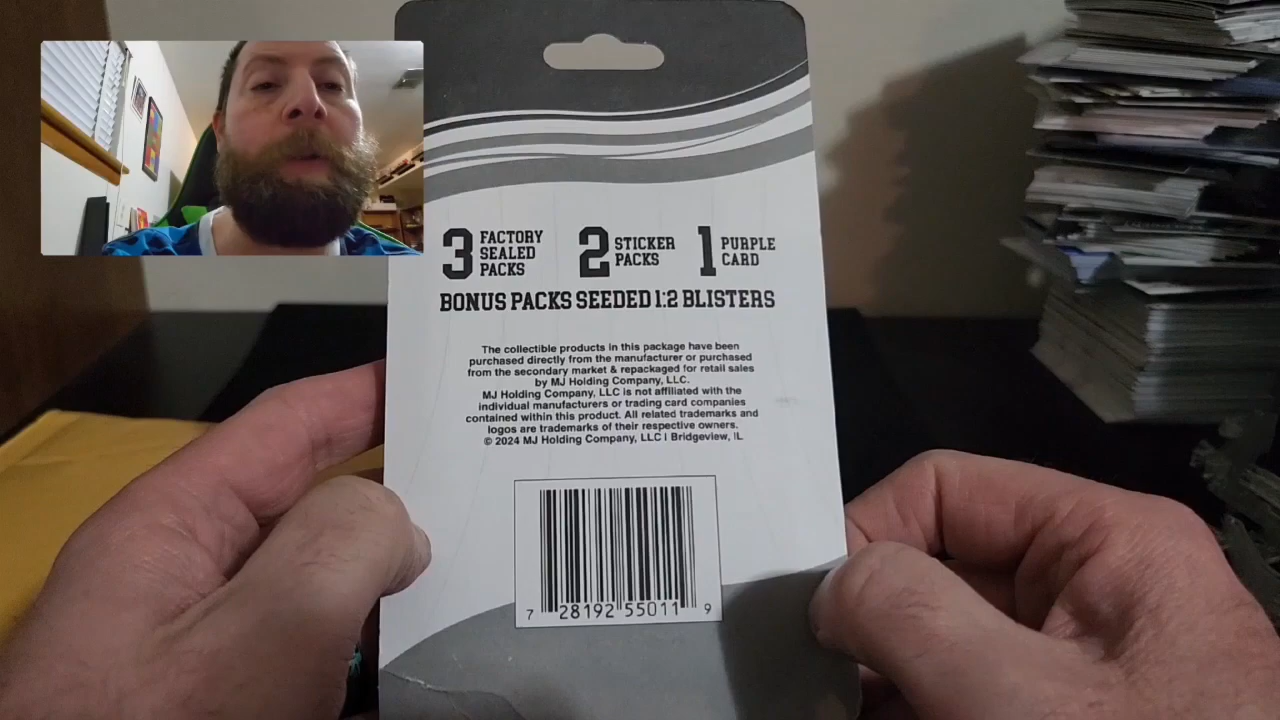 3 FACTORY SEALED PACKS
2 STICKER PACKS
1 PURPLE CARD
BONUS PACKS SEEDED 1:2 BLISTERS
The collectible products in this package have been
purchased directly from the manufacturer or purchased
from the secondary market & repackaged for retail sales
by MJ Holding Company, LLC.
MJ Holding Company, LLC is not affiliated with the
individual manufacturers or trading card companies
contained within this product. All related trademarks and
logos are trademarks of their respective owners.
© 2024 MJ Holding Company, LLC | Bridgeview, IL
7 28192 55011 9